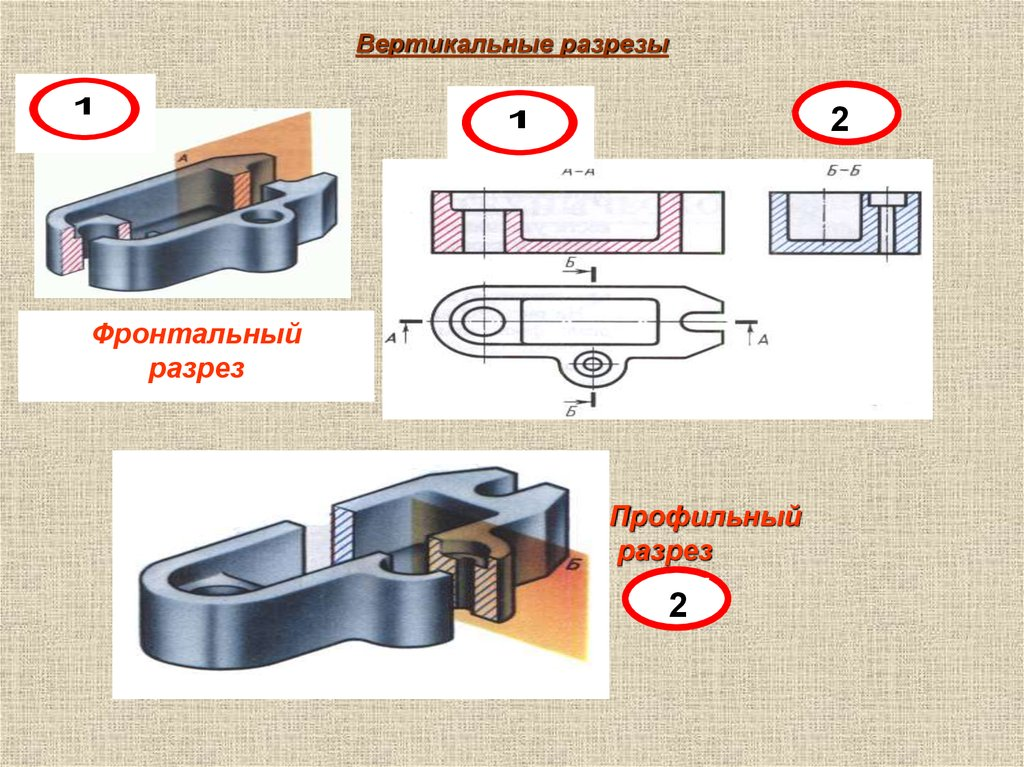 Вертикальные разрезы
1
1
2
А
А-А
Б-Б
Б
А
А
Б
Фронтальный
разрез
Б
Профильный
разрез
2